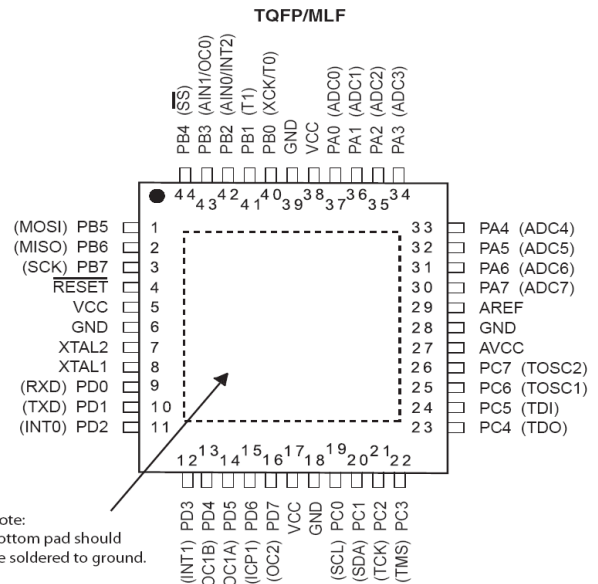 TQFP/MLF
PB4 (SS)
PB3 (AIN1/OC0)
PB2 (AIN0/INT2)
PB1 (T1)
PB0 (XCK/T0)
GND
VCC
PA0 (ADC0)
PA1 (ADC1)
PA2 (ADC2)
PA3 (ADC3)
44 43 42 41 40 39 38 37 36 35 34
(MOSI) PB5 1
(MISO) PB6 2
(SCK) PB7 3
RESET 4
VCC 5
GND 6
XTAL2 7
XTAL1 8
(RXD) PD0 9
(TXD) PD1 10
(INT0) PD2 11
33 PA4 (ADC4)
32 PA5 (ADC5)
31 PA6 (ADC6)
30 PA7 (ADC7)
29 AREF
28 GND
27 AVCC
26 PC7 (TOSC2)
25 PC6 (TOSC1)
24 PC5 (TDI)
23 PC4 (TDO)
12 13 14 15 16 17 18 19 20 21 22
(INT1) PD3
OC1B) PD4
OC1A) PD5
(ICP1) PD6
(OC2) PD7
VCC
GND
(SCL) PC0
(SDA) PC1
(TCK) PC2
(TMS) PC3
ote:
ottom pad should
e soldered to ground.